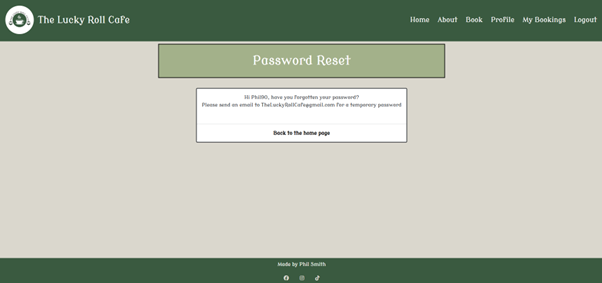 The Lucky Roll Cafe
Home About Book Profile My Bookings Logout
Password Reset
Hi Phil90, have you forgotten your password?
Please send an email to TheLuckyRollCafe@gmail.com for a temporary password
Back to the home page
Made by Phil Smith